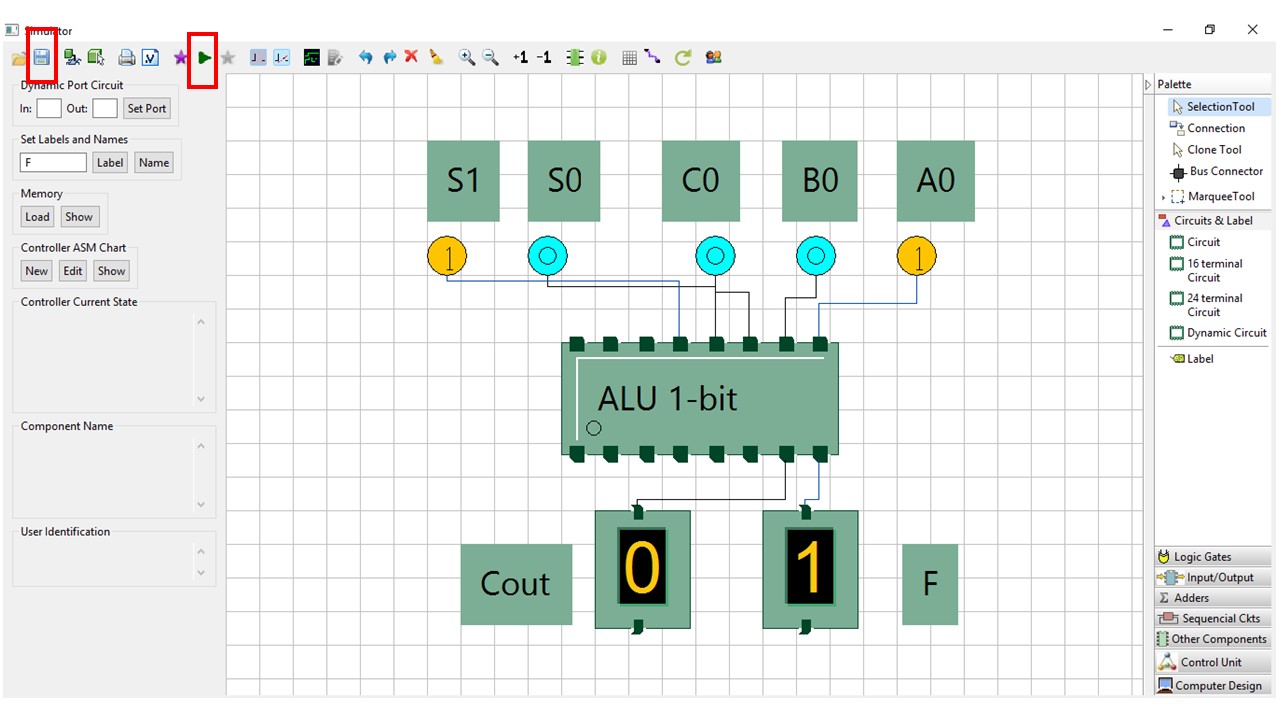 Simulator
+1 -1
Dynamic Port Circuit
In: Out: Set Port
Set Labels and Names
F Label Name
Memory
Load Show
Controller ASM Chart
New Edit Show
Controller Current State
Component Name
User Identification
S1 S0 C0 B0 A0
1 1
ALU 1-bit
Cout 0 1 F
Palette
SelectionTool
Connection
Clone Tool
Bus Connector
MarqueeTool
Circuits & Label
Circuit
16 terminal
Circuit
24 terminal
Circuit
Dynamic Circuit
Label
Logic Gates
Input/Output
Σ Adders
Sequential Ckts
Other Components
Control Unit
Computer Design